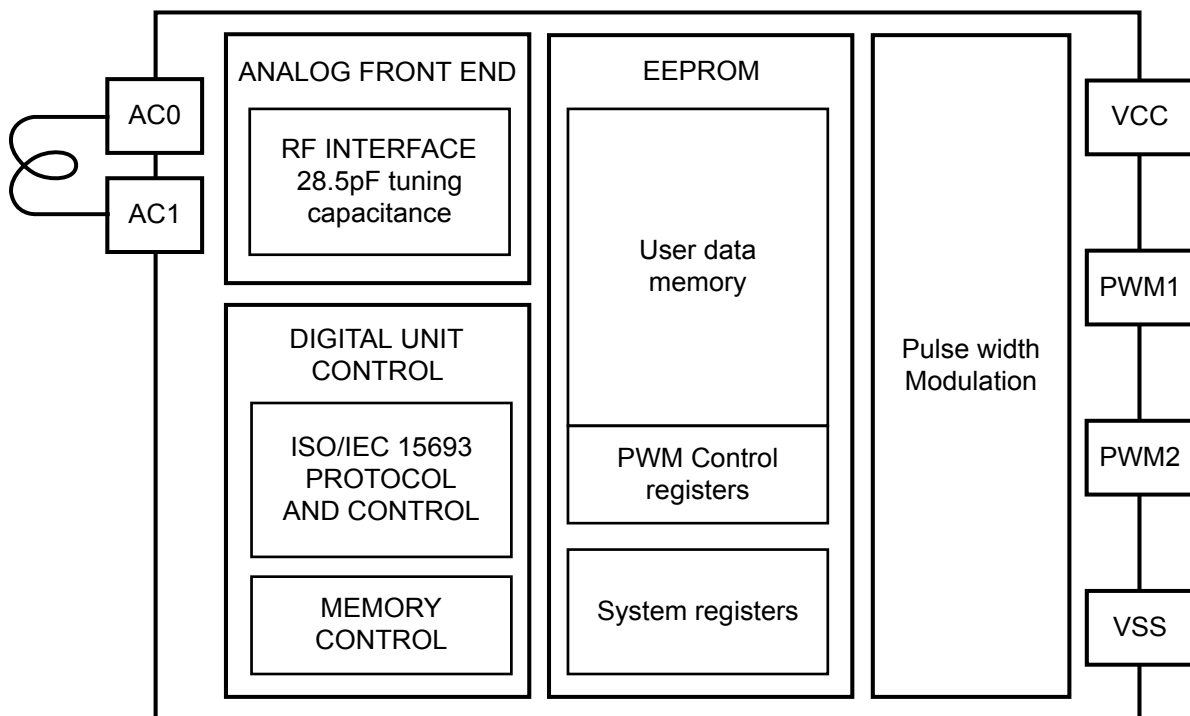 AC0
AC1
ANALOG FRONT END
RF INTERFACE
28.5pF tuning
capacitance
DIGITAL UNIT
CONTROL
ISO/IEC 15693
PROTOCOL
AND CONTROL
MEMORY
CONTROL
EEPROM
User data
memory
PWM Control
registers
System registers
Pulse width
Modulation
VCC
PWM1
PWM2
VSS